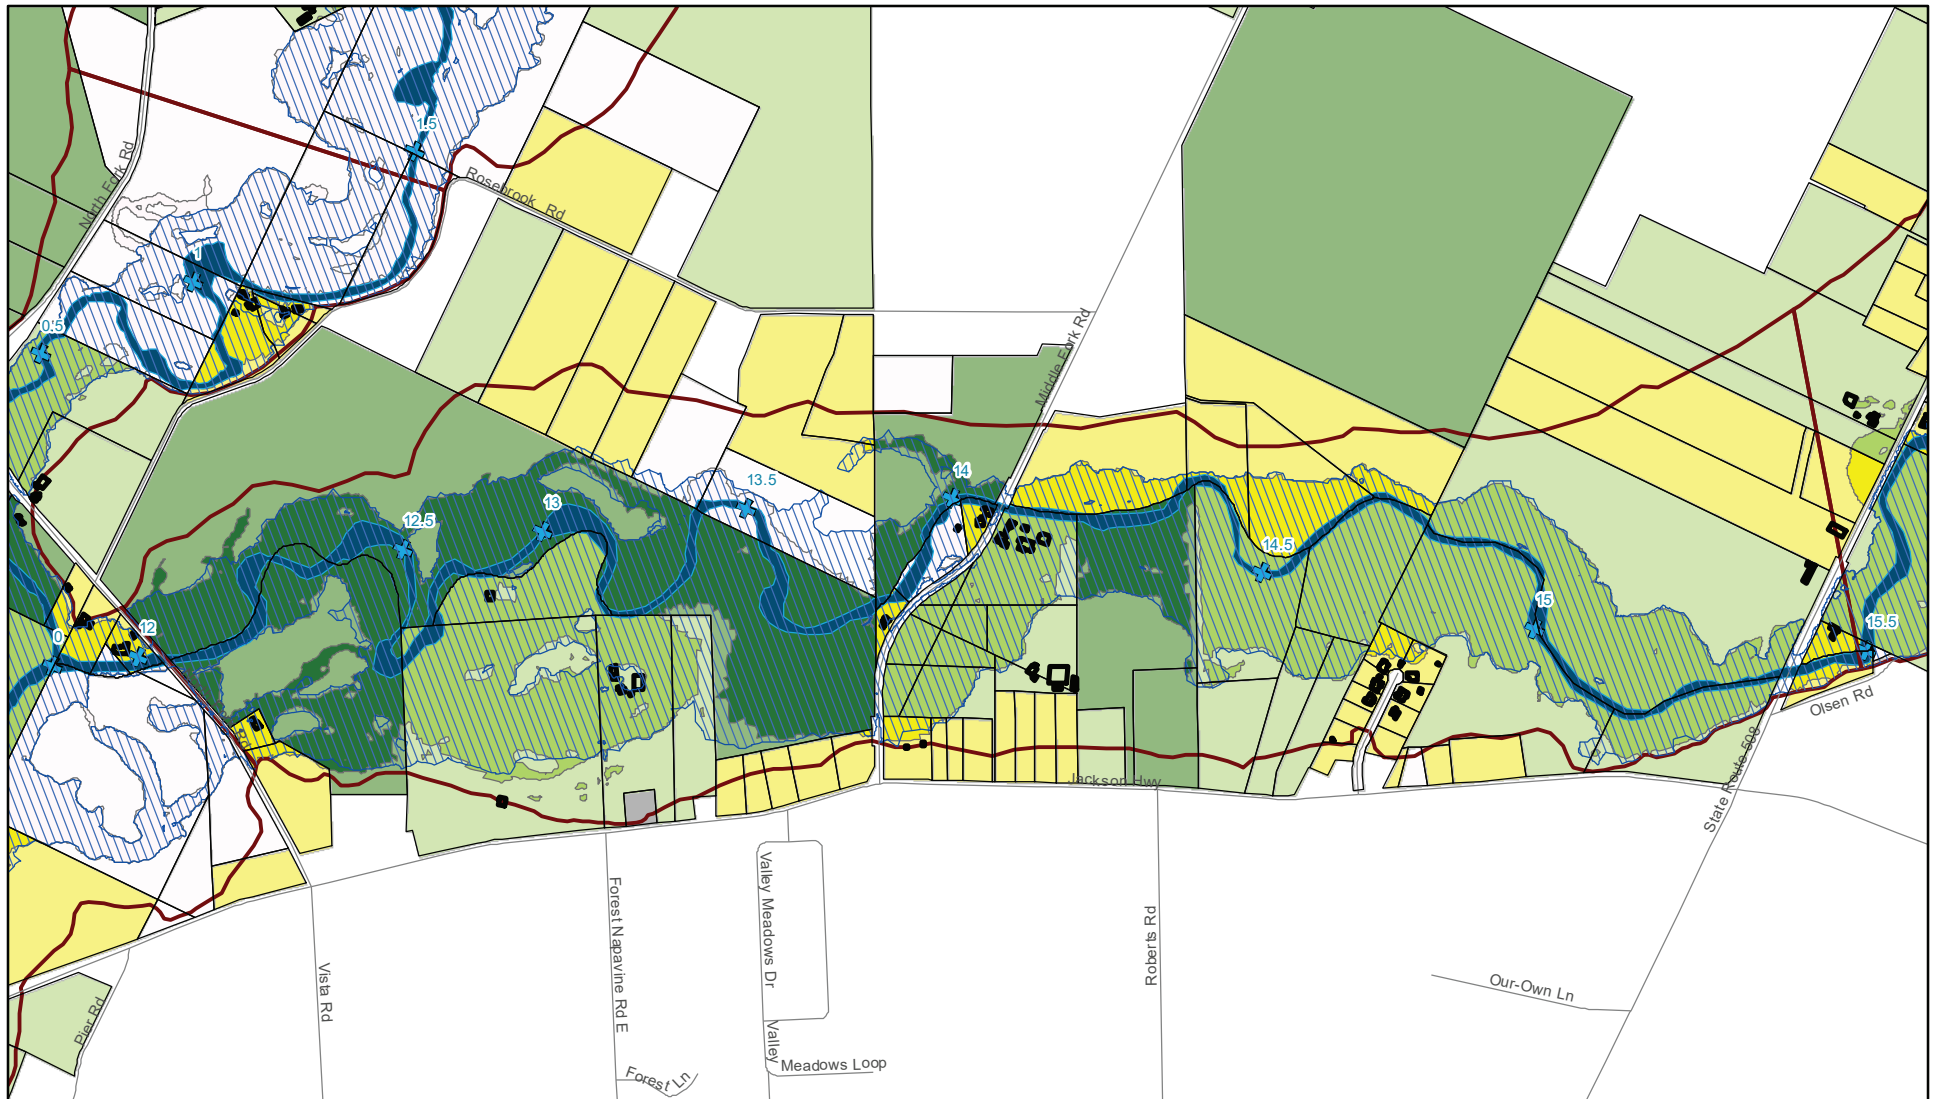 1.5
North Fork Rd
Rosebrook Rd
1
0.5
Middle Fork Rd
14
13.5
13
12.5
14.5
15
15.5
12
0
Rd
Olsen Rd
State Route 508
Jackson Hwy
Valley Meadows Dr
Forest Napavine Rd E
Roberts Rd
Vista Rd
Our-Own Ln
Pier Rd
Valley
Meadows Loop
Forest Ln